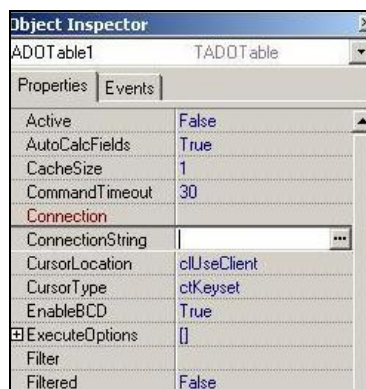 Object Inspector
ADOTable1 TADOTable
Properties Events
Active False
AutoCalcFields True
CacheSize 1
CommandTimeout 30
Connection
ConnectionString
CursorLocation clUseClient
CursorType ctKeyset
EnableBCD True
ExecuteOptions []
Filter
Filtered False